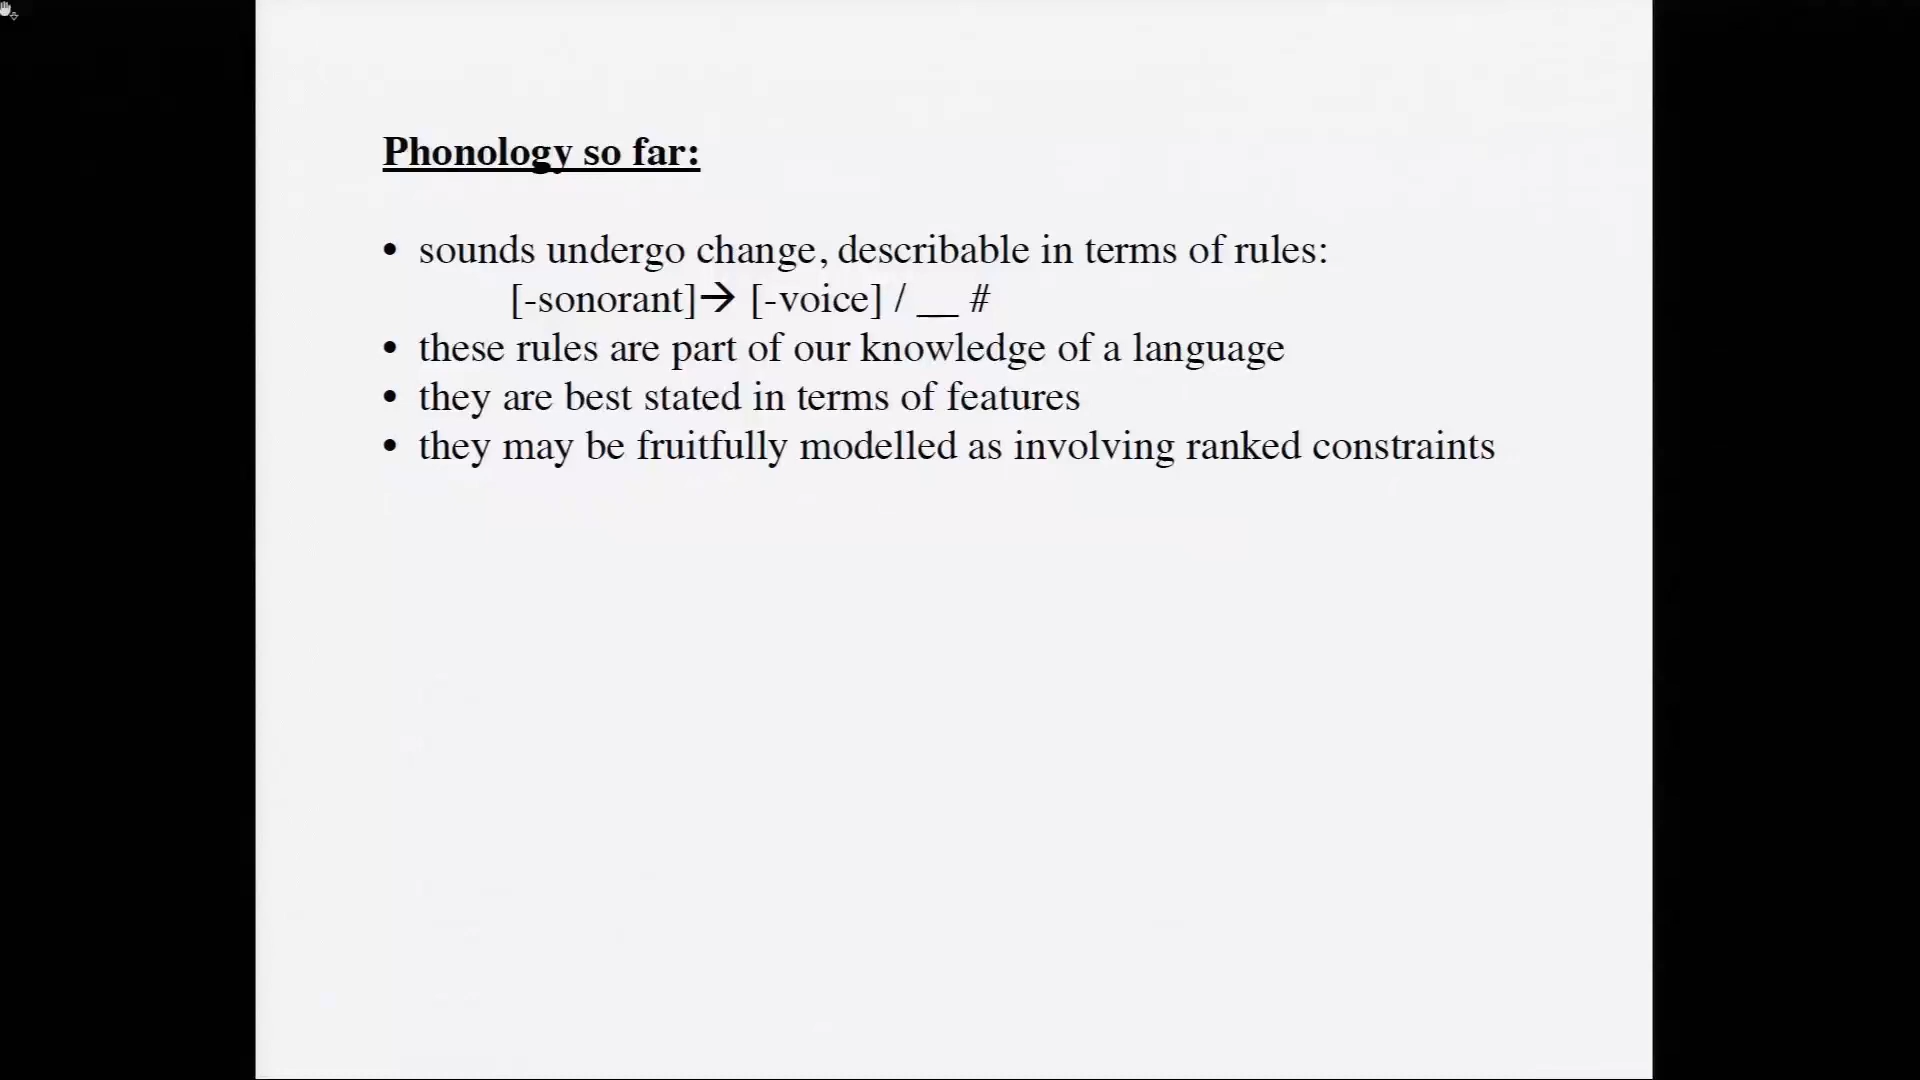 Phonology so far:
• sounds undergo change, describable in terms of rules:
[-sonorant]→ [-voice] / __ #
• these rules are part of our knowledge of a language
• they are best stated in terms of features
• they may be fruitfully modelled as involving ranked constraints